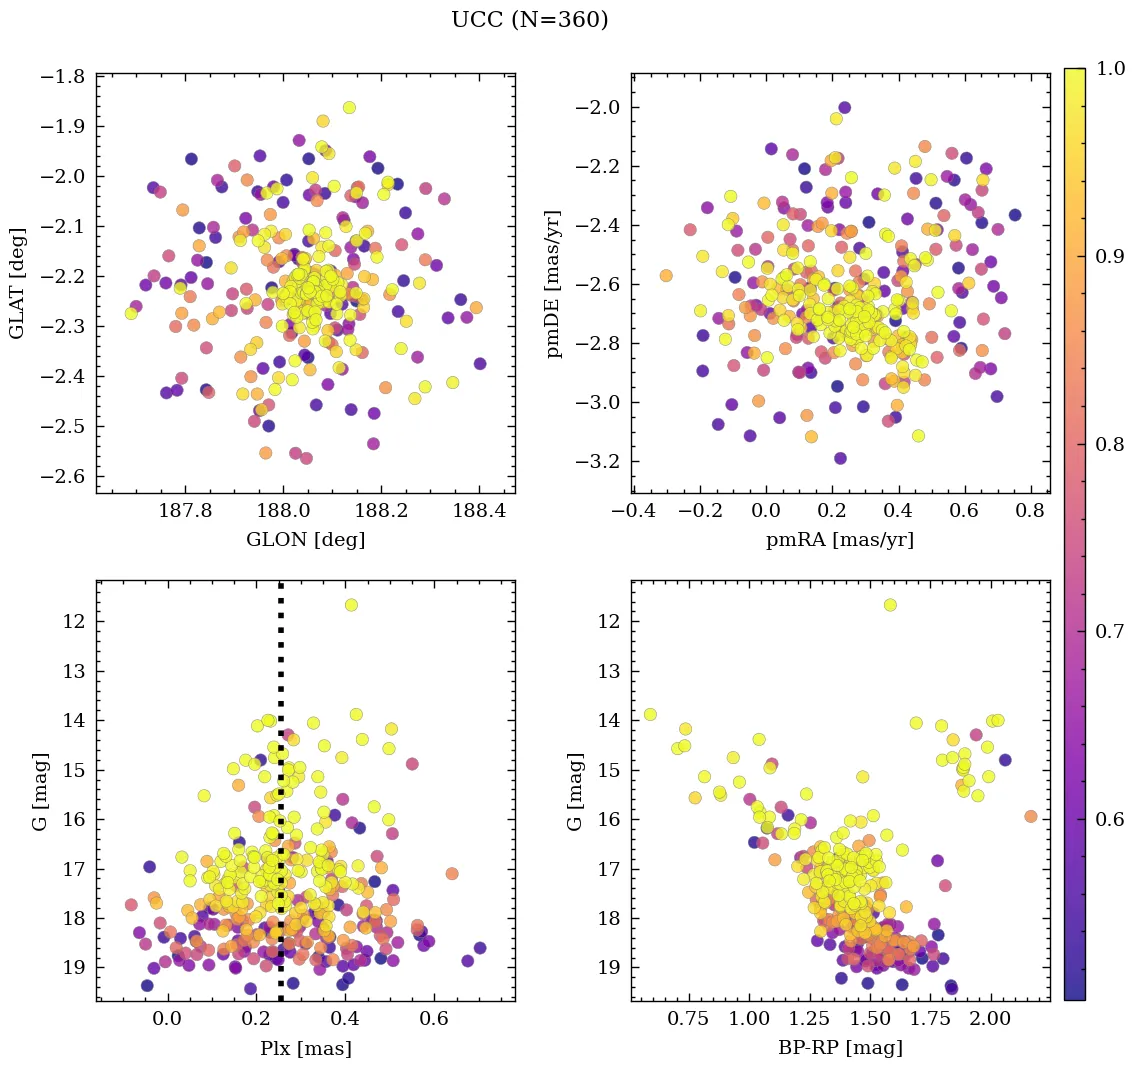 UCC (N=360)
−1.8
−1.9
−2.0
−2.1
−2.2
−2.3
−2.4
−2.5
−2.6
GLAT [deg]
187.8 188.0 188.2 188.4
GLON [deg]
−2.0
−2.2
−2.4
−2.6
−2.8
−3.0
−3.2
pmDE [mas/yr]
−0.4 −0.2 0.0 0.2 0.4 0.6 0.8
pmRA [mas/yr]
1.0
0.9
0.8
0.7
0.6
12
13
14
15
16
17
18
19
G [mag]
0.0 0.2 0.4 0.6
Plx [mas]
12
13
14
15
16
17
18
19
G [mag]
0.75 1.00 1.25 1.50 1.75 2.00
BP-RP [mag]